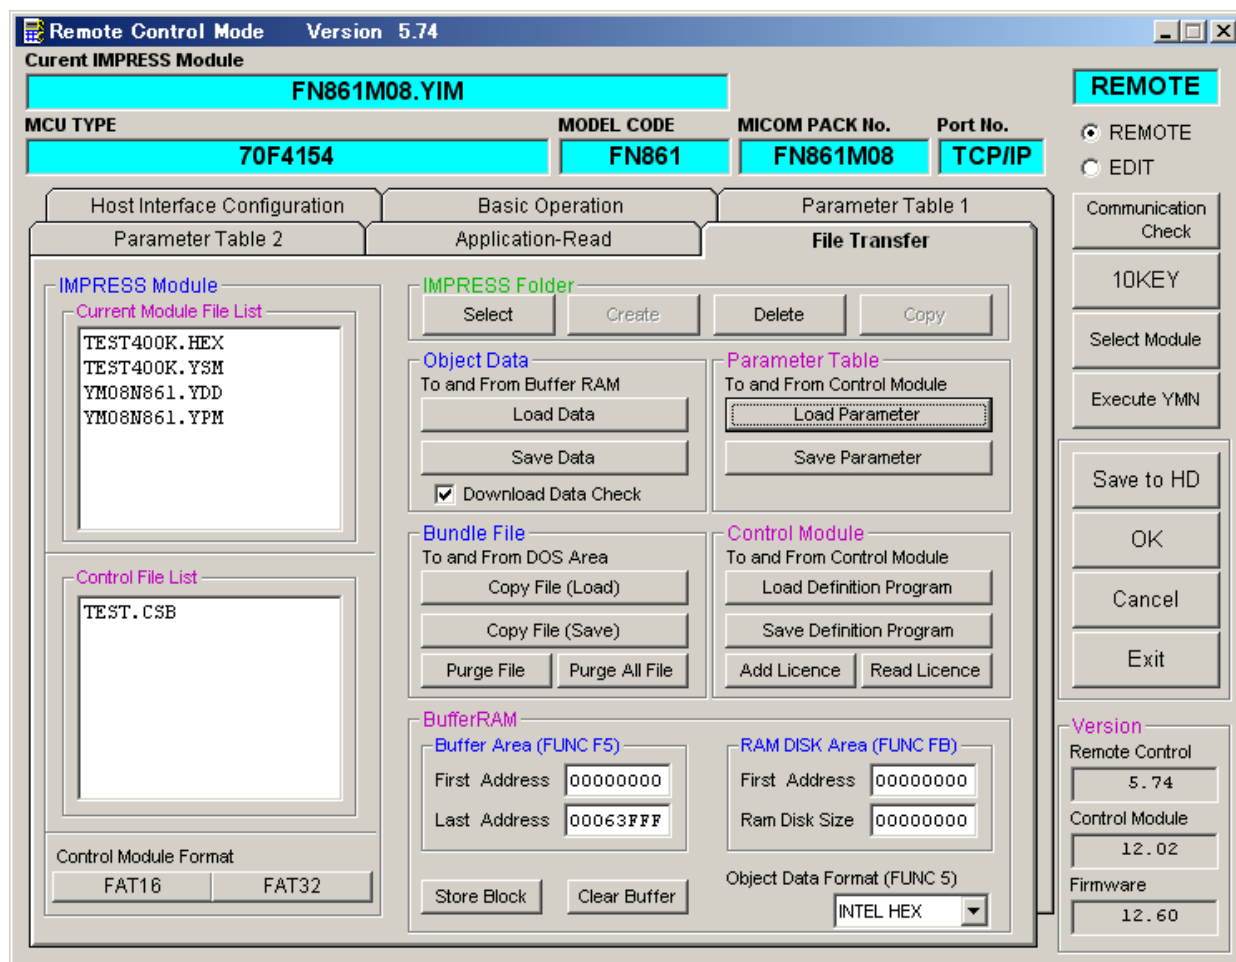 Remote Control Mode Version 5.74
Curent IMPRESS Module
FN861M08.YIM
REMOTE
MCU TYPE MODEL CODE MICOM PACK No. Port No.
70F4154 FN861 FN861M08 TCP/IP
REMOTE
EDIT
Host Interface Configuration Basic Operation Parameter Table 1
Parameter Table 2 Application-Read File Transfer
IMPRESS Module
Current Module File List
TEST400K.HEX
TEST400K.YSM
YM08N861.YDD
YM08N861.YPM
Control File List
TEST.CSB
Control Module Format
FAT16 FAT32
IMPRESS Folder
Select Create Delete Copy
Object Data
To and From Buffer RAM
Load Data
Save Data
Download Data Check
Parameter Table
To and From Control Module
Load Parameter
Save Parameter
Bundle File
To and From DOS Area
Copy File (Load)
Copy File (Save)
Purge File Purge All File
Control Module
To and From Control Module
Load Definition Program
Save Definition Program
Add Licence Read Licence
BufferRAM
Buffer Area (FUNC F5)
First Address 00000000
Last Address 00063FFF
RAM DISK Area (FUNC FB)
First Address 00000000
Ram Disk Size 00000000
Store Block Clear Buffer
Object Data Format (FUNC 5)
INTEL HEX
Communication
Check
10KEY
Select Module
Execute YMN
Save to HD
OK
Cancel
Exit
Version
Remote Control
5.74
Control Module
12.02
Firmware
12.60